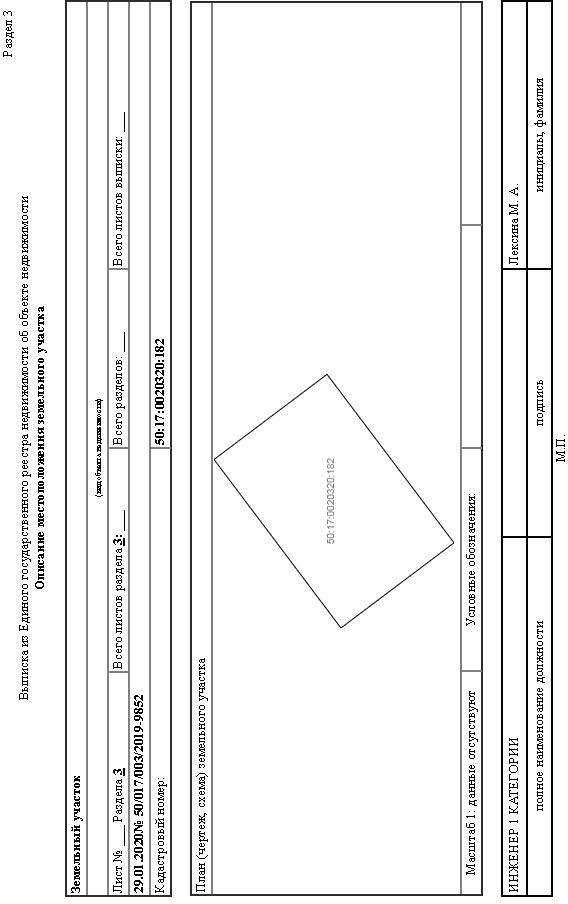 Раздел 3
Выписка из Единого государственного реестра недвижимости об объекте недвижимости
Описание местоположения земельного участка
Земельный участок
(вид объекта недвижимости)
Лист № ___ Раздела 3 Всего листов раздела 3: ___ Всего разделов: ___ Всего листов выписки: ___
29.01.2020№ 50/017/003/2019-9852
Кадастровый номер: 50:17:0020320:182
План (чертеж, схема) земельного участка
50:17:0020320:182
Масштаб 1: данные отсутствуют Условные обозначения:
ИНЖЕНЕР 1 КАТЕГОРИИ Лексина М. А.
полное наименование должности подпись инициалы, фамилия
М.П.